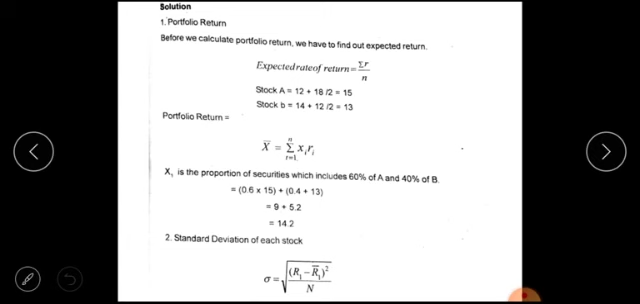 Solution
1. Portfolio Return
Before we calculate portfolio return, we have to find out expected return.
Expected rate of return = Σr / n
Stock A = 12 + 18 /2 = 15
Stock b = 14 + 12 /2 = 13
Portfolio Return =
X̄ = Σ xᵢrᵢ
n
t=1
X₁ is the proportion of securities which includes 60% of A and 40% of B.
= (0.6 x 15) + (0.4 + 13)
= 9 + 5.2
= 14.2
2. Standard Deviation of each stock
σ = √((R₁ − R̄₁)² / N)